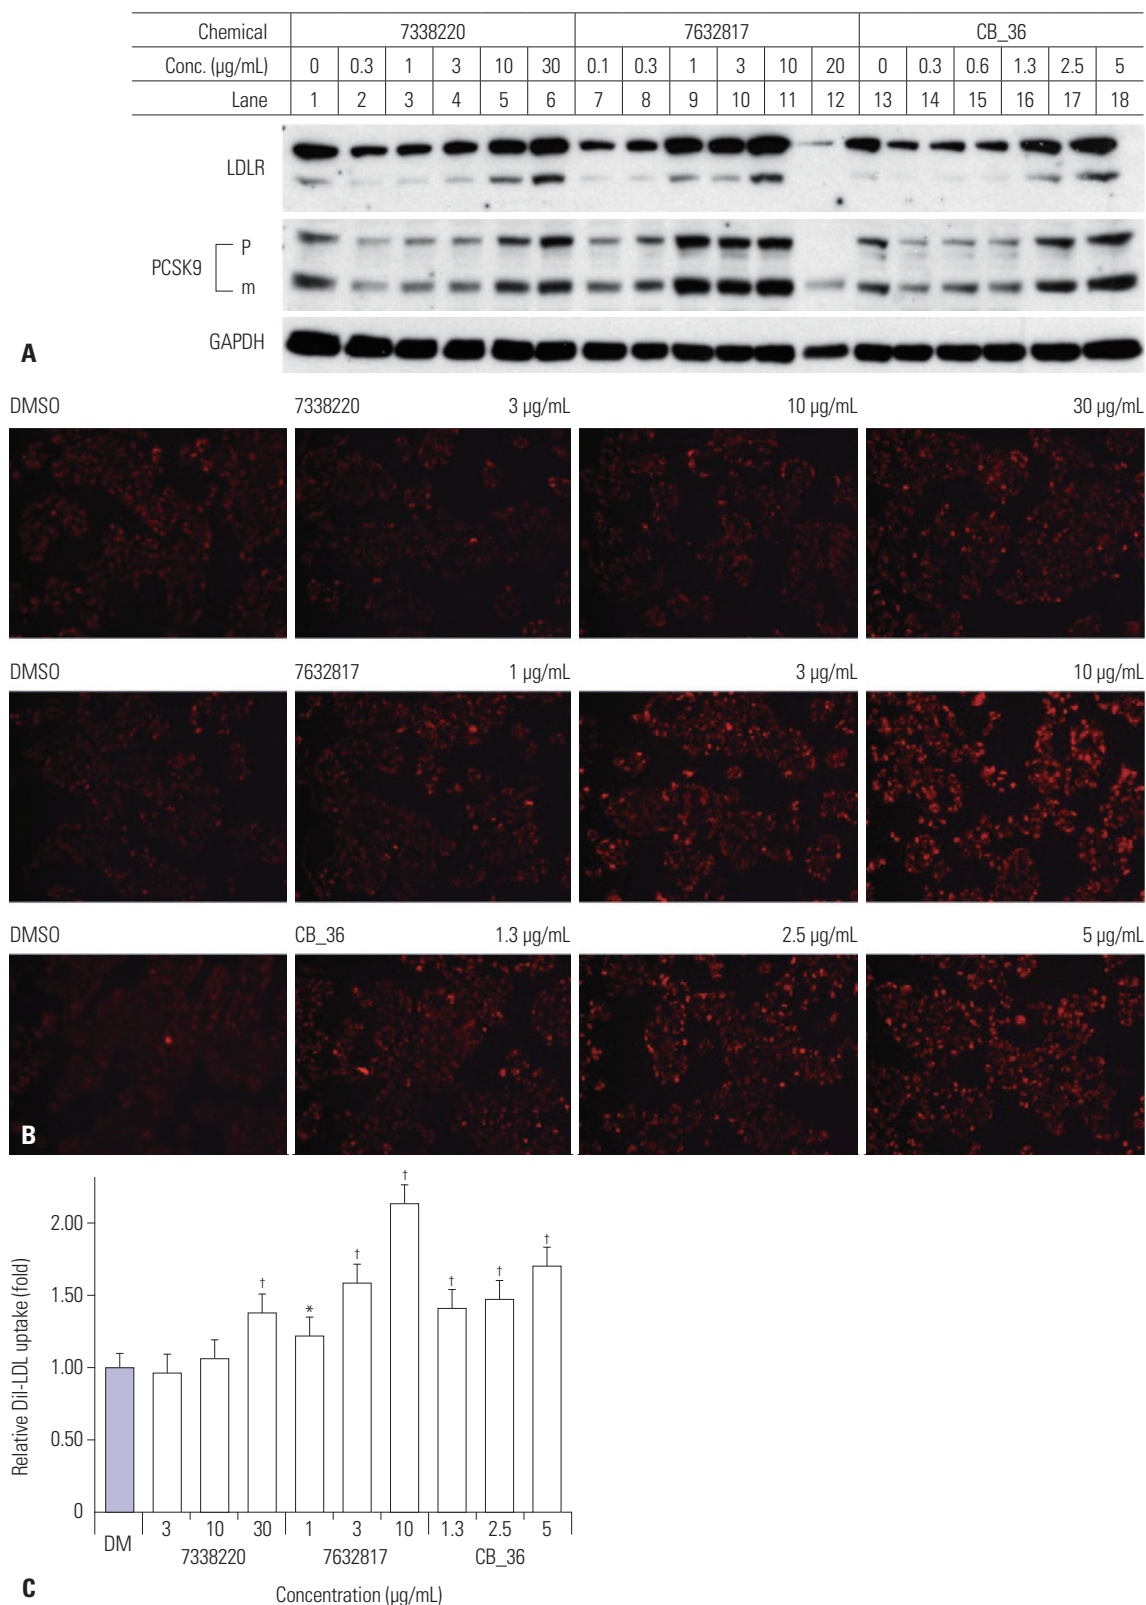 Chemical 7338220 7632817 CB_36
Conc. (µg/mL) 0 0.3 1 3 10 30 0.1 0.3 1 3 10 20 0 0.3 0.6 1.3 2.5 5
Lane 1 2 3 4 5 6 7 8 9 10 11 12 13 14 15 16 17 18
LDLR
P
PCSK9
m
GAPDH
A
DMSO 7338220 3 µg/mL 10 µg/mL 30 µg/mL
DMSO 7632817 1 µg/mL 3 µg/mL 10 µg/mL
DMSO CB_36 1.3 µg/mL 2.5 µg/mL 5 µg/mL
B
Relative DiI-LDL uptake (fold)
2.00
1.50
1.00
0.50
0
† * † † † † †
DM 3 10 30 1 3 10 1.3 2.5 5
7338220 7632817 CB_36
Concentration (µg/mL)
C